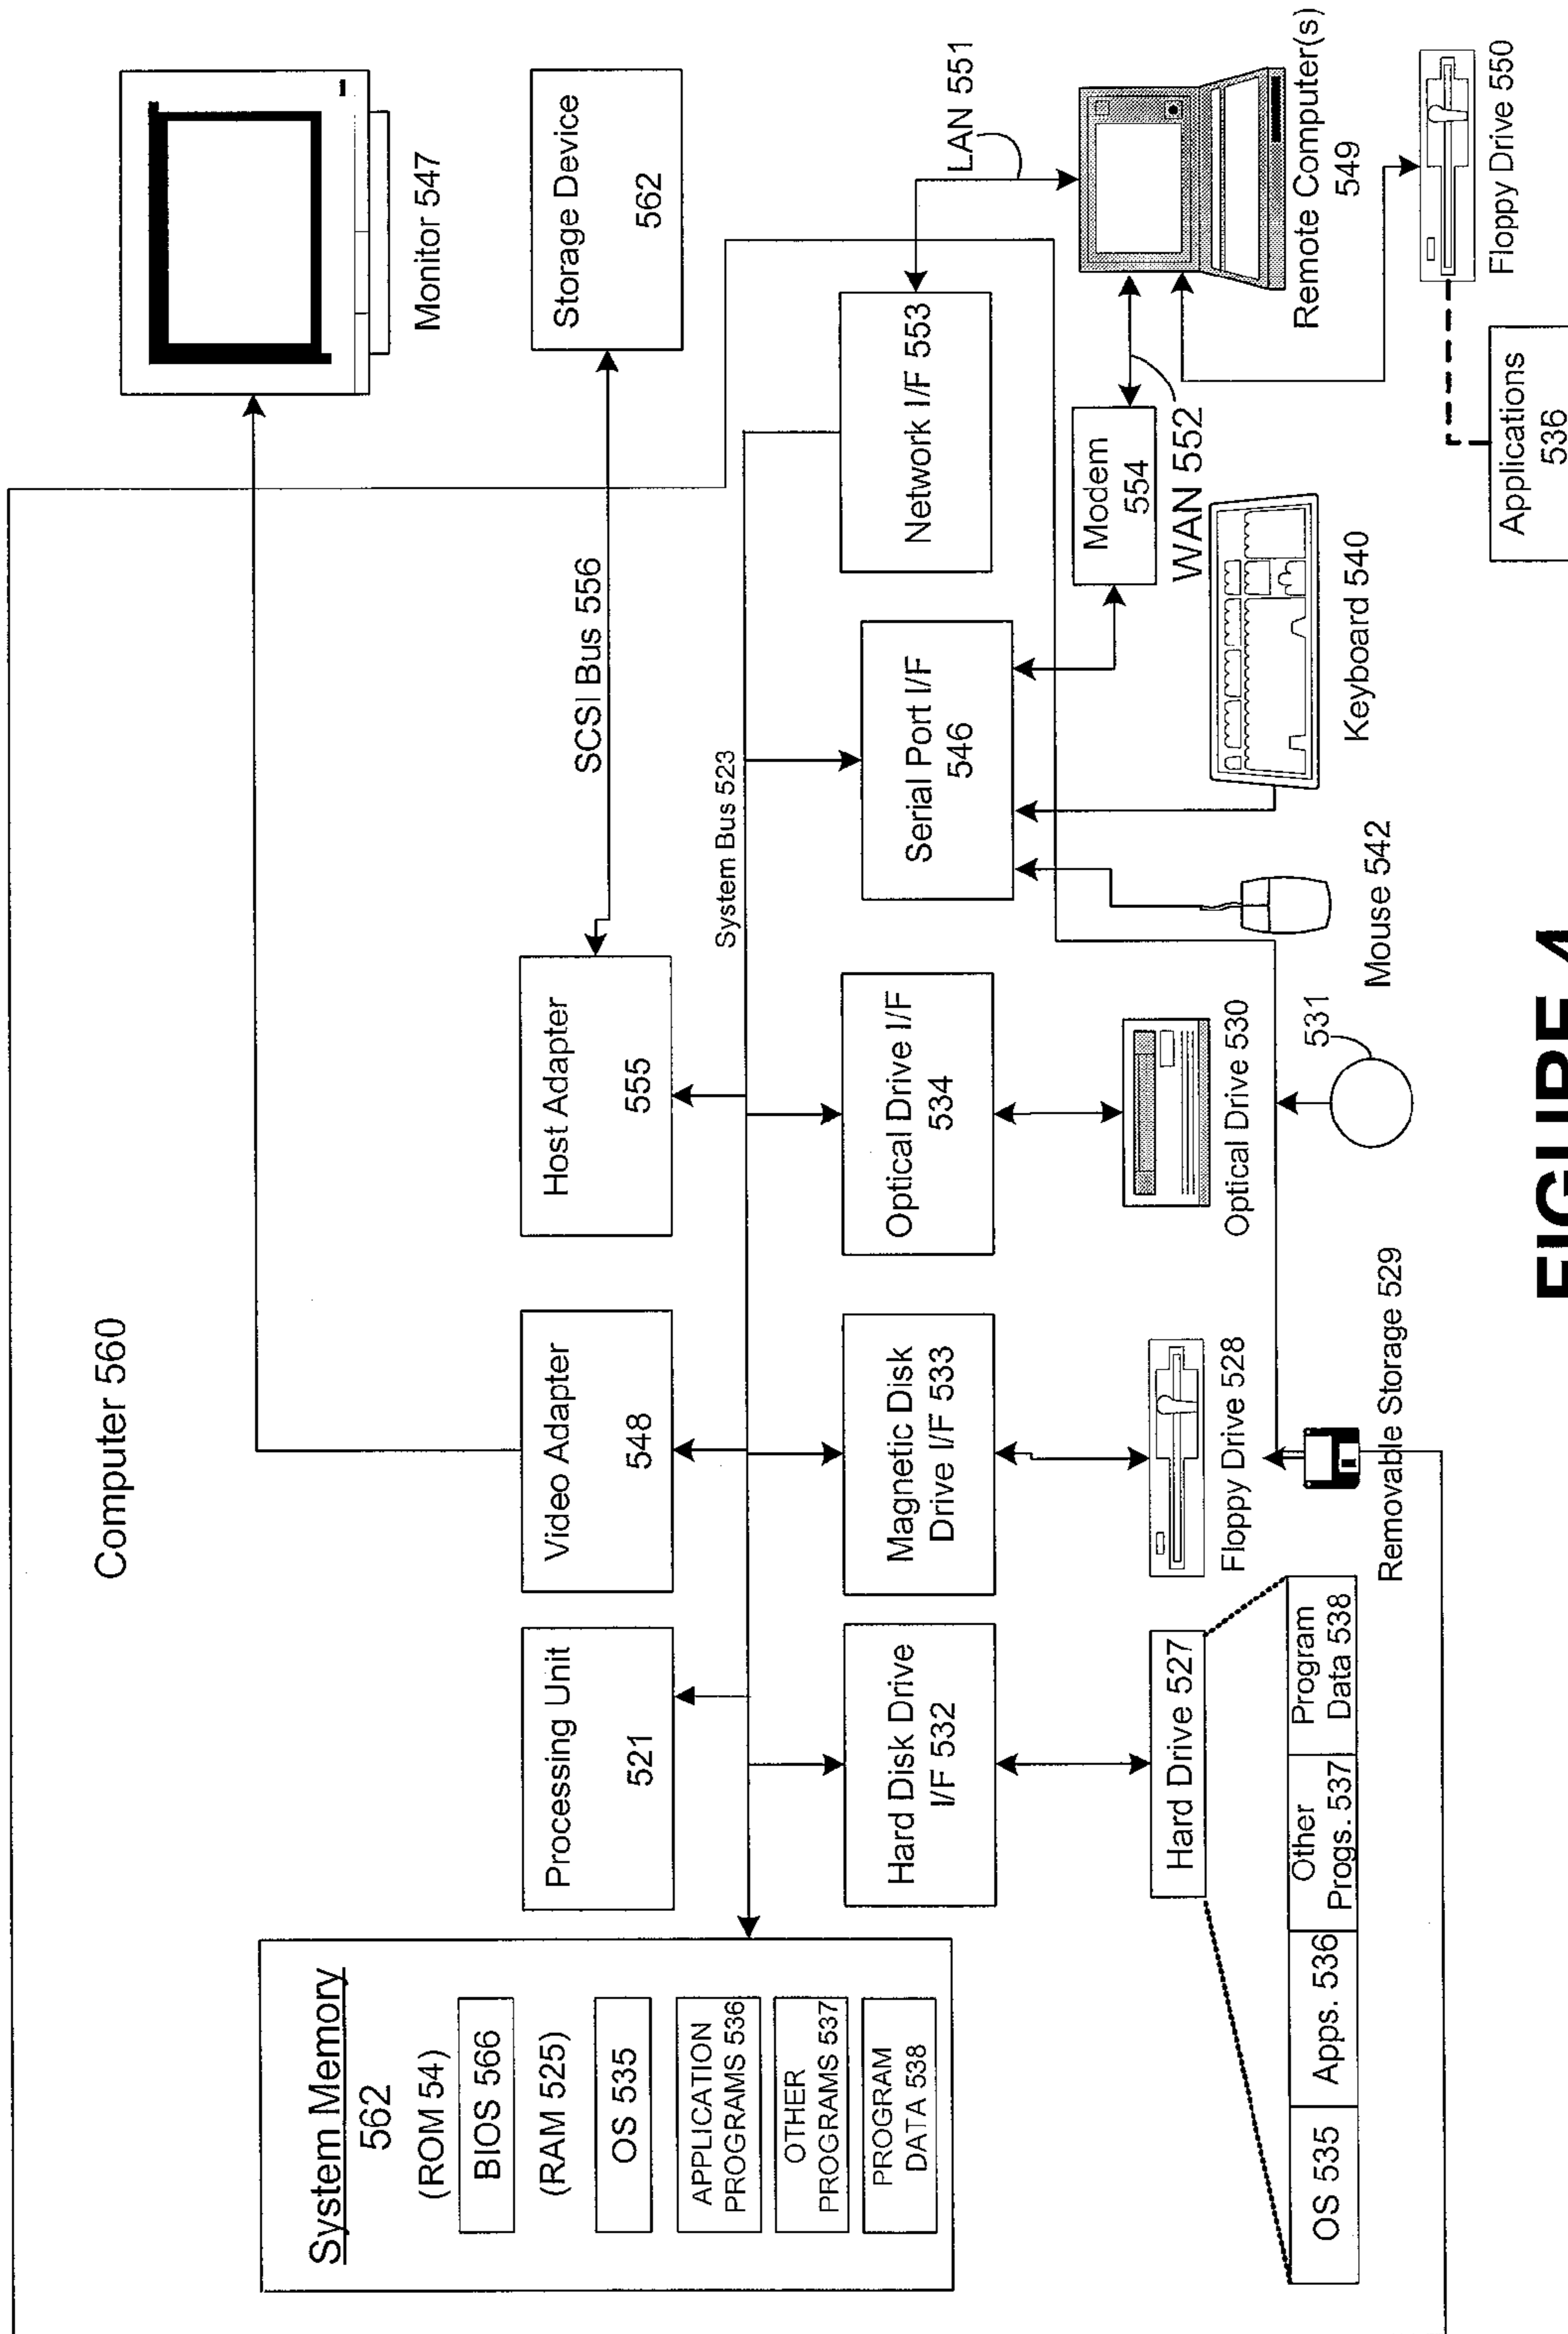 Computer 560
Monitor 547
System Memory
562
(ROM 54)
BIOS 566
(RAM 525)
OS 535
APPLICATION
PROGRAMS 536
OTHER
PROGRAMS 537
PROGRAM
DATA 538
Processing Unit
521
Video Adapter
548
Host Adapter
555
SCSI Bus 556
Storage Device
562
System Bus 523
Hard Disk Drive
I/F 532
Magnetic Disk
Drive I/F 533
Optical Drive I/F
534
Serial Port I/F
546
Network I/F 553
LAN 551
Modem
554
WAN 552
Hard Drive 527
Floppy Drive 528
Optical Drive 530
Keyboard 540
Remote Computer(s)
549
OS 535
Apps. 536
Other
Progs. 537
Program
Data 538
Removable Storage 529
531
Mouse 542
Floppy Drive 550
Applications
536
FIGURE 4